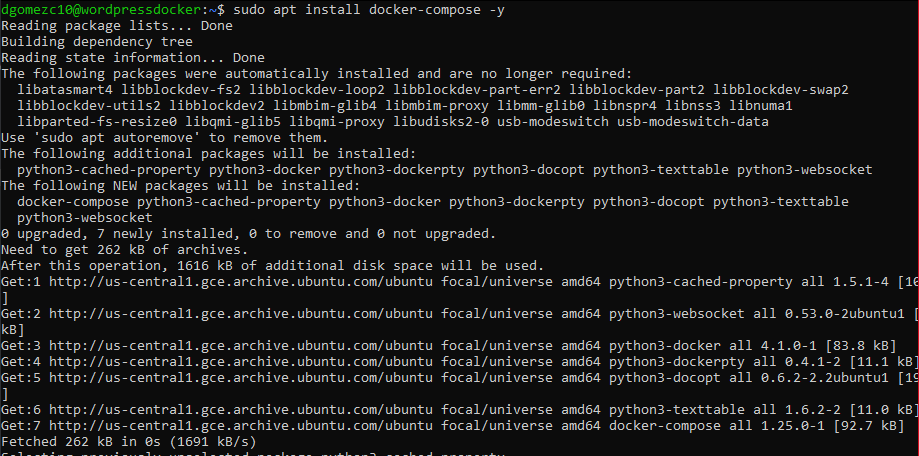 dgomezc10@wordpressdocker:~$ sudo apt install docker-compose -y
Reading package lists... Done
Building dependency tree
Reading state information... Done
The following packages were automatically installed and are no longer required:
  libatasmart4 libblockdev-fs2 libblockdev-loop2 libblockdev-part-err2 libblockdev-part2 libblockdev-swap2
  libblockdev-utils2 libblockdev2 libmbim-glib4 libmbim-proxy libmm-glib0 libnspr4 libnss3 libnuma1
  libparted-fs-resize0 libqmi-glib5 libqmi-proxy libudisks2-0 usb-modeswitch usb-modeswitch-data
Use 'sudo apt autoremove' to remove them.
The following additional packages will be installed:
  python3-cached-property python3-docker python3-dockerpty python3-docopt python3-texttable python3-websocket
The following NEW packages will be installed:
  docker-compose python3-cached-property python3-docker python3-dockerpty python3-docopt python3-texttable
  python3-websocket
0 upgraded, 7 newly installed, 0 to remove and 0 not upgraded.
Need to get 262 kB of archives.
After this operation, 1616 kB of additional disk space will be used.
Get:1 http://us-central1.gce.archive.ubuntu.com/ubuntu focal/universe amd64 python3-cached-property all 1.5.1-4 [10
]
Get:2 http://us-central1.gce.archive.ubuntu.com/ubuntu focal/universe amd64 python3-websocket all 0.53.0-2ubuntu1 [
kB]
Get:3 http://us-central1.gce.archive.ubuntu.com/ubuntu focal/universe amd64 python3-docker all 4.1.0-1 [83.8 kB]
Get:4 http://us-central1.gce.archive.ubuntu.com/ubuntu focal/universe amd64 python3-dockerpty all 0.4.1-2 [11.1 kB]
Get:5 http://us-central1.gce.archive.ubuntu.com/ubuntu focal/universe amd64 python3-docopt all 0.6.2-2.2ubuntu1 [19
]
Get:6 http://us-central1.gce.archive.ubuntu.com/ubuntu focal/universe amd64 python3-texttable all 1.6.2-2 [11.0 kB]
Get:7 http://us-central1.gce.archive.ubuntu.com/ubuntu focal/universe amd64 docker-compose all 1.25.0-1 [92.7 kB]
Fetched 262 kB in 0s (1691 kB/s)
Selecting previously unselected package python3-cached-property.